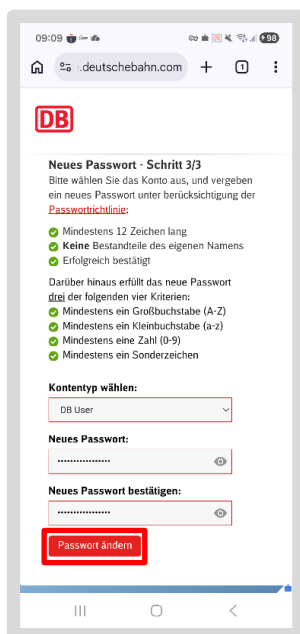 09:09
98
.deutschebahn.com
1
DB
Neues Passwort - Schritt 3/3
Bitte wählen Sie das Konto aus, und vergeben
ein neues Passwort unter berücksichtigung der
Passwortrichtlinie:
Mindestens 12 Zeichen lang
Keine Bestandteile des eigenen Namens
Erfolgreich bestätigt
Darüber hinaus erfüllt das neue Passwort
drei der folgenden vier Kriterien:
Mindestens ein Großbuchstabe (A-Z)
Mindestens ein Kleinbuchstabe (a-z)
Mindestens eine Zahl (0-9)
Mindestens ein Sonderzeichen
Kontentyp wählen:
DB User
Neues Passwort:
·················
Neues Passwort bestätigen:
·················
Passwort ändern